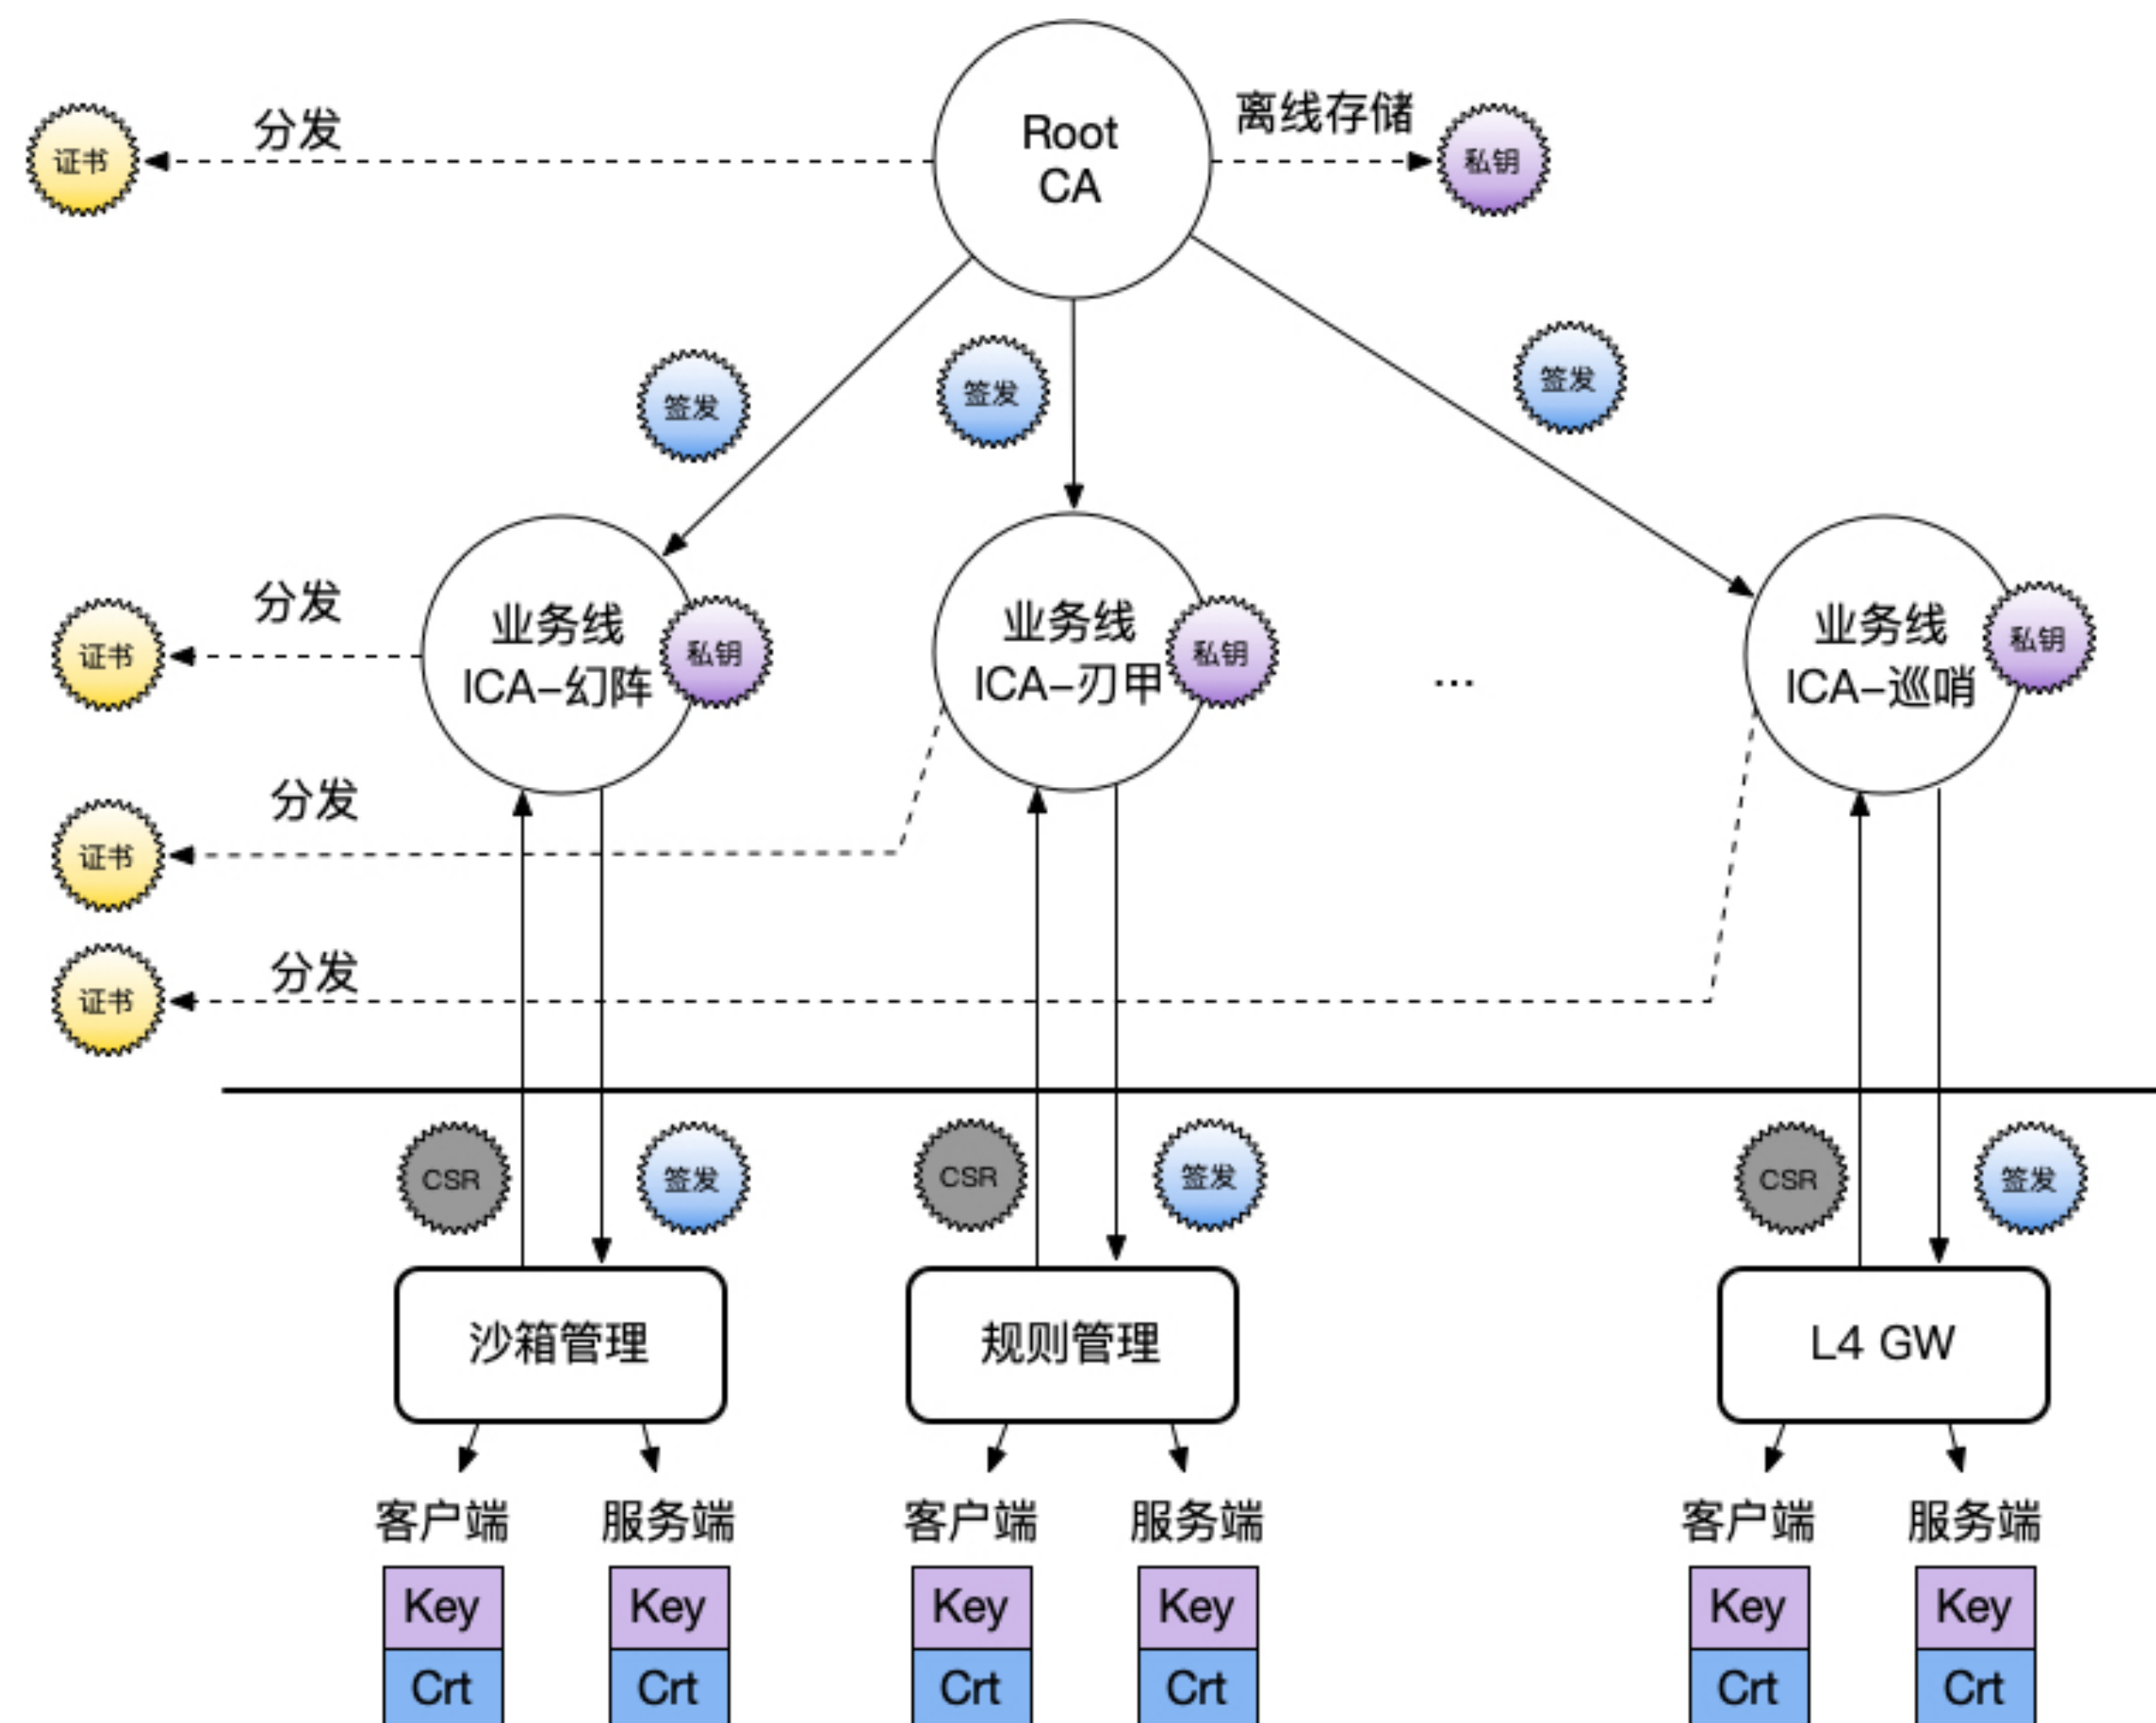 分发
离线存储
证书
Root
CA
私钥
签发
签发
签发
分发
证书
业务线
ICA-幻阵
私钥
业务线
ICA-刃甲
私钥
...
业务线
ICA-巡哨
私钥
分发
证书
分发
证书
CSR
签发
CSR
签发
CSR
签发
沙箱管理
规则管理
L4 GW
客户端
服务端
客户端
服务端
客户端
服务端
Key
Key
Key
Key
Key
Key
Crt
Crt
Crt
Crt
Crt
Crt